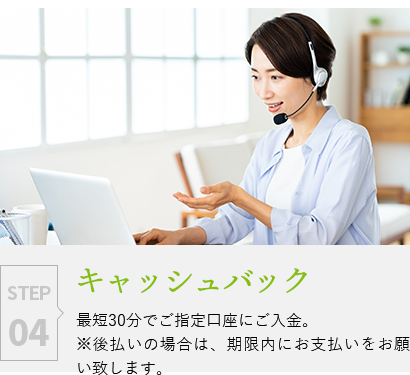 STEP
04
キャッシュバック
最短30分でご指定口座にご入金。
※後払いの場合は、期限内にお支払いをお願
い致します。